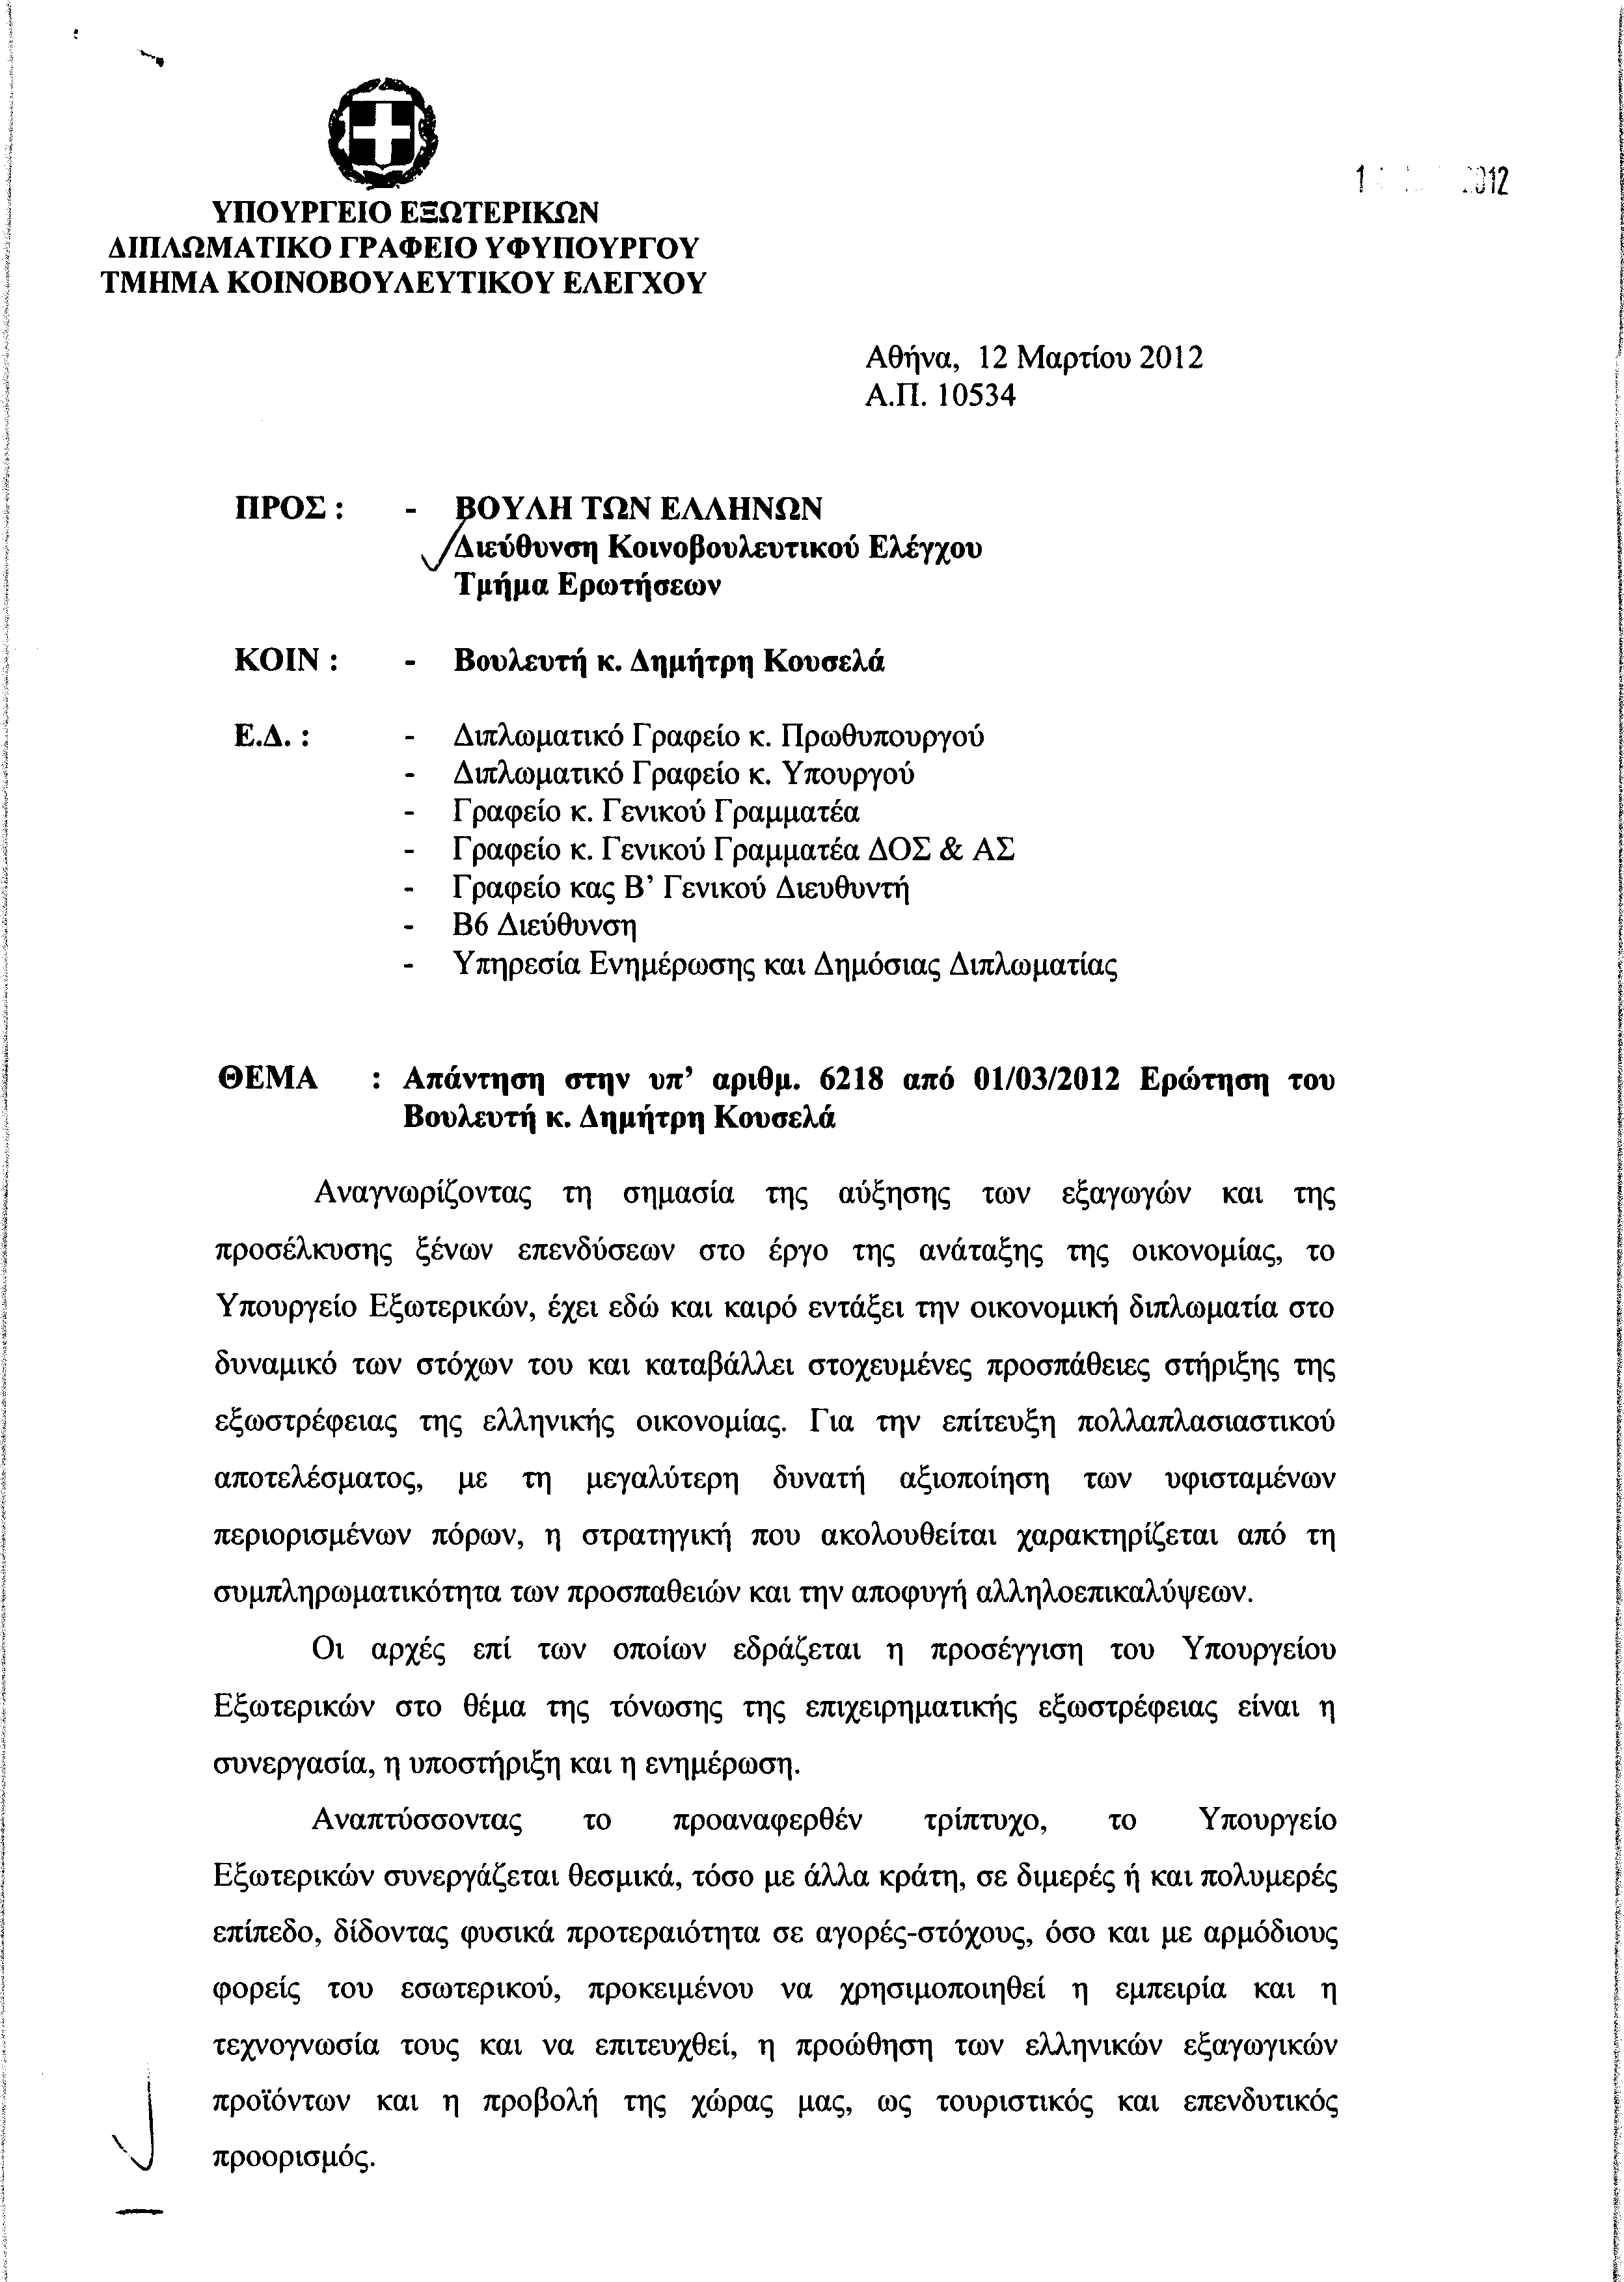 ΥΠΟΥΡΓΕΙΟ ΕΞΩΤΕΡΙΚΩΝ
ΔΙΠΛΩΜΑΤΙΚΟ ΓΡΑΦΕΙΟ ΥΦΥΠΟΥΡΓΟΥ
ΤΜΗΜΑ ΚΟΙΝΟΒΟΥΛΕΥΤΙΚΟΥ ΕΛΕΓΧΟΥ
Αθήνα, 12 Μαρτίου 2012
Α.Π. 10534
ΠΡΟΣ : - ΒΟΥΛΗ ΤΩΝ ΕΛΛΗΝΩΝ
Διεύθυνση Κοινοβουλευτικού Ελέγχου
Τμήμα Ερωτήσεων
ΚΟΙΝ : - Βουλευτή κ. Δημήτρη Κουσελά
Ε.Δ. : - Διπλωματικό Γραφείο κ. Πρωθυπουργού
- Διπλωματικό Γραφείο κ. Υπουργού
- Γραφείο κ. Γενικού Γραμματέα
- Γραφείο κ. Γενικού Γραμματέα ΔΟΣ & ΑΣ
- Γραφείο κας Β’ Γενικού Διευθυντή
- Β6 Διεύθυνση
- Υπηρεσία Ενημέρωσης και Δημόσιας Διπλωματίας
ΘΕΜΑ : Απάντηση στην υπ’ αριθμ. 6218 από 01/03/2012 Ερώτηση του
Βουλευτή κ. Δημήτρη Κουσελά
Αναγνωρίζοντας τη σημασία της αύξησης των εξαγωγών και της
προσέλκυσης ξένων επενδύσεων στο έργο της ανάταξης της οικονομίας, το
Υπουργείο Εξωτερικών, έχει εδώ και καιρό εντάξει την οικονομική διπλωματία στο
δυναμικό των στόχων του και καταβάλλει στοχευμένες προσπάθειες στήριξης της
εξωστρέφειας της ελληνικής οικονομίας. Για την επίτευξη πολλαπλασιαστικού
αποτελέσματος, με τη μεγαλύτερη δυνατή αξιοποίηση των υφισταμένων
περιορισμένων πόρων, η στρατηγική που ακολουθείται χαρακτηρίζεται από τη
συμπληρωματικότητα των προσπαθειών και την αποφυγή αλληλοεπικαλύψεων.
Οι αρχές επί των οποίων εδράζεται η προσέγγιση του Υπουργείου
Εξωτερικών στο θέμα της τόνωσης της επιχειρηματικής εξωστρέφειας είναι η
συνεργασία, η υποστήριξη και η ενημέρωση.
Αναπτύσσοντας το προαναφερθέν τρίπτυχο, το Υπουργείο
Εξωτερικών συνεργάζεται θεσμικά, τόσο με άλλα κράτη, σε διμερές ή και πολυμερές
επίπεδο, δίδοντας φυσικά προτεραιότητα σε αγορές-στόχους, όσο και με αρμόδιους
φορείς του εσωτερικού, προκειμένου να χρησιμοποιηθεί η εμπειρία και η
τεχνογνωσία τους και να επιτευχθεί, η προώθηση των ελληνικών εξαγωγικών
προϊόντων και η προβολή της χώρας μας, ως τουριστικός και επενδυτικός
προορισμός.